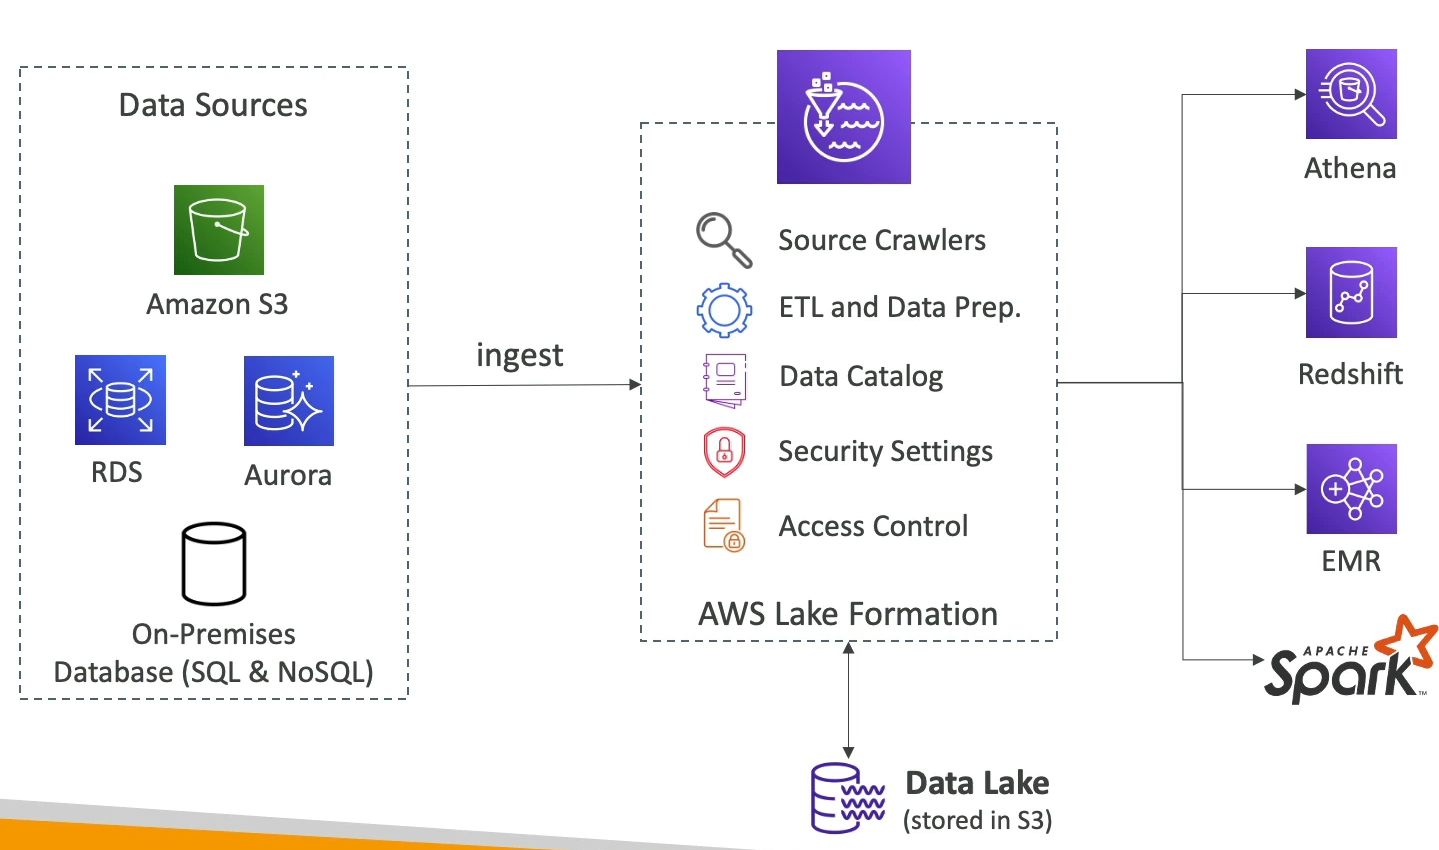 Data Sources
Amazon S3
RDS
Aurora
On-Premises
Database (SQL & NoSQL)
ingest
Source Crawlers
ETL and Data Prep.
Data Catalog
Security Settings
Access Control
AWS Lake Formation
Data Lake
(stored in S3)
Athena
Redshift
EMR
APACHE
Spark™